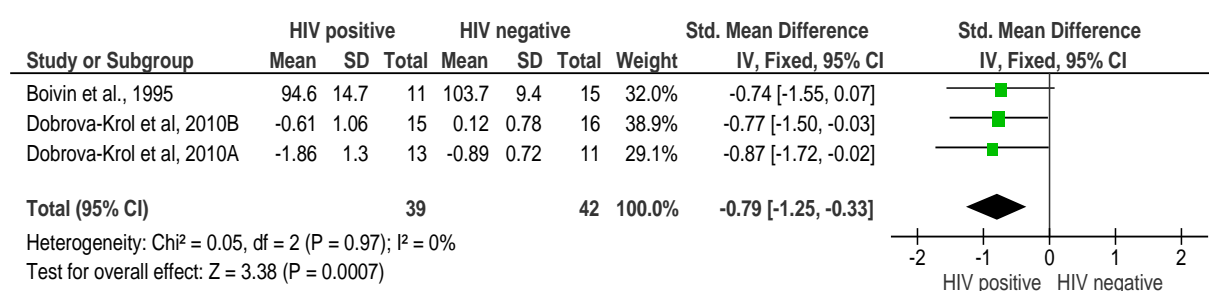 HIV positive HIV negative Std. Mean Difference Std. Mean Difference
Study or Subgroup Mean SD Total Mean SD Total Weight IV, Fixed, 95% CI IV, Fixed, 95% CI
Boivin et al., 1995 94.6 14.7 11 103.7 9.4 15 32.0% -0.74 [-1.55, 0.07]
Dobrova-Krol et al, 2010B -0.61 1.06 15 0.12 0.78 16 38.9% -0.77 [-1.50, -0.03]
Dobrova-Krol et al, 2010A -1.86 1.3 13 -0.89 0.72 11 29.1% -0.87 [-1.72, -0.02]
Total (95% CI) 39 42 100.0% -0.79 [-1.25, -0.33]
Heterogeneity: Chi² = 0.05, df = 2 (P = 0.97); I² = 0%
Test for overall effect: Z = 3.38 (P = 0.0007)
-2 -1 0 1 2
HIV positive HIV negative